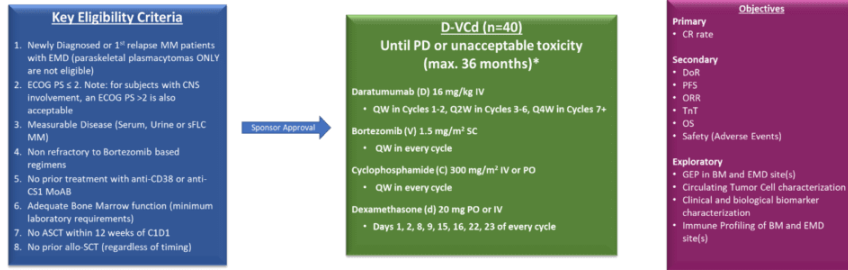 Key Eligibility Criteria
1. Newly Diagnosed or 1st relapse MM patients
with EMD (paraskeletal plasmacytomas ONLY
are not eligible)
2. ECOG PS ≤ 2. Note: for subjects with CNS
involvement, an ECOG PS >2 is also
acceptable
3. Measurable Disease (Serum, Urine or sFLC
MM)
4. Non refractory to Bortezomib based
regimens
5. No prior treatment with anti-CD38 or anti-
CS1 MoAB
6. Adequate Bone Marrow function (minimum
laboratory requirements)
7. No ASCT within 12 weeks of C1D1
8. No prior allo-SCT (regardless of timing)
Sponsor Approval
D-VCd (n=40)
Until PD or unacceptable toxicity
(max. 36 months)*
Daratumumab (D) 16 mg/kg IV
• QW in Cycles 1-2, Q2W in Cycles 3-6, Q4W in Cycles 7+
Bortezomib (V) 1.5 mg/m² SC
• QW in every cycle
Cyclophosphamide (C) 300 mg/m² IV or PO
• QW in every cycle
Dexamethasone (d) 20 mg PO or IV
• Days 1, 2, 8, 9, 15, 16, 22, 23 of every cycle
Objectives
Primary
• CR rate
Secondary
• DoR
• PFS
• ORR
• TnT
• OS
• Safety (Adverse Events)
Exploratory
• GEP in BM and EMD site(s)
• Circulating Tumor Cell characterization
• Clinical and biological biomarker
characterization
• Immune Profiling of BM and EMD
site(s)